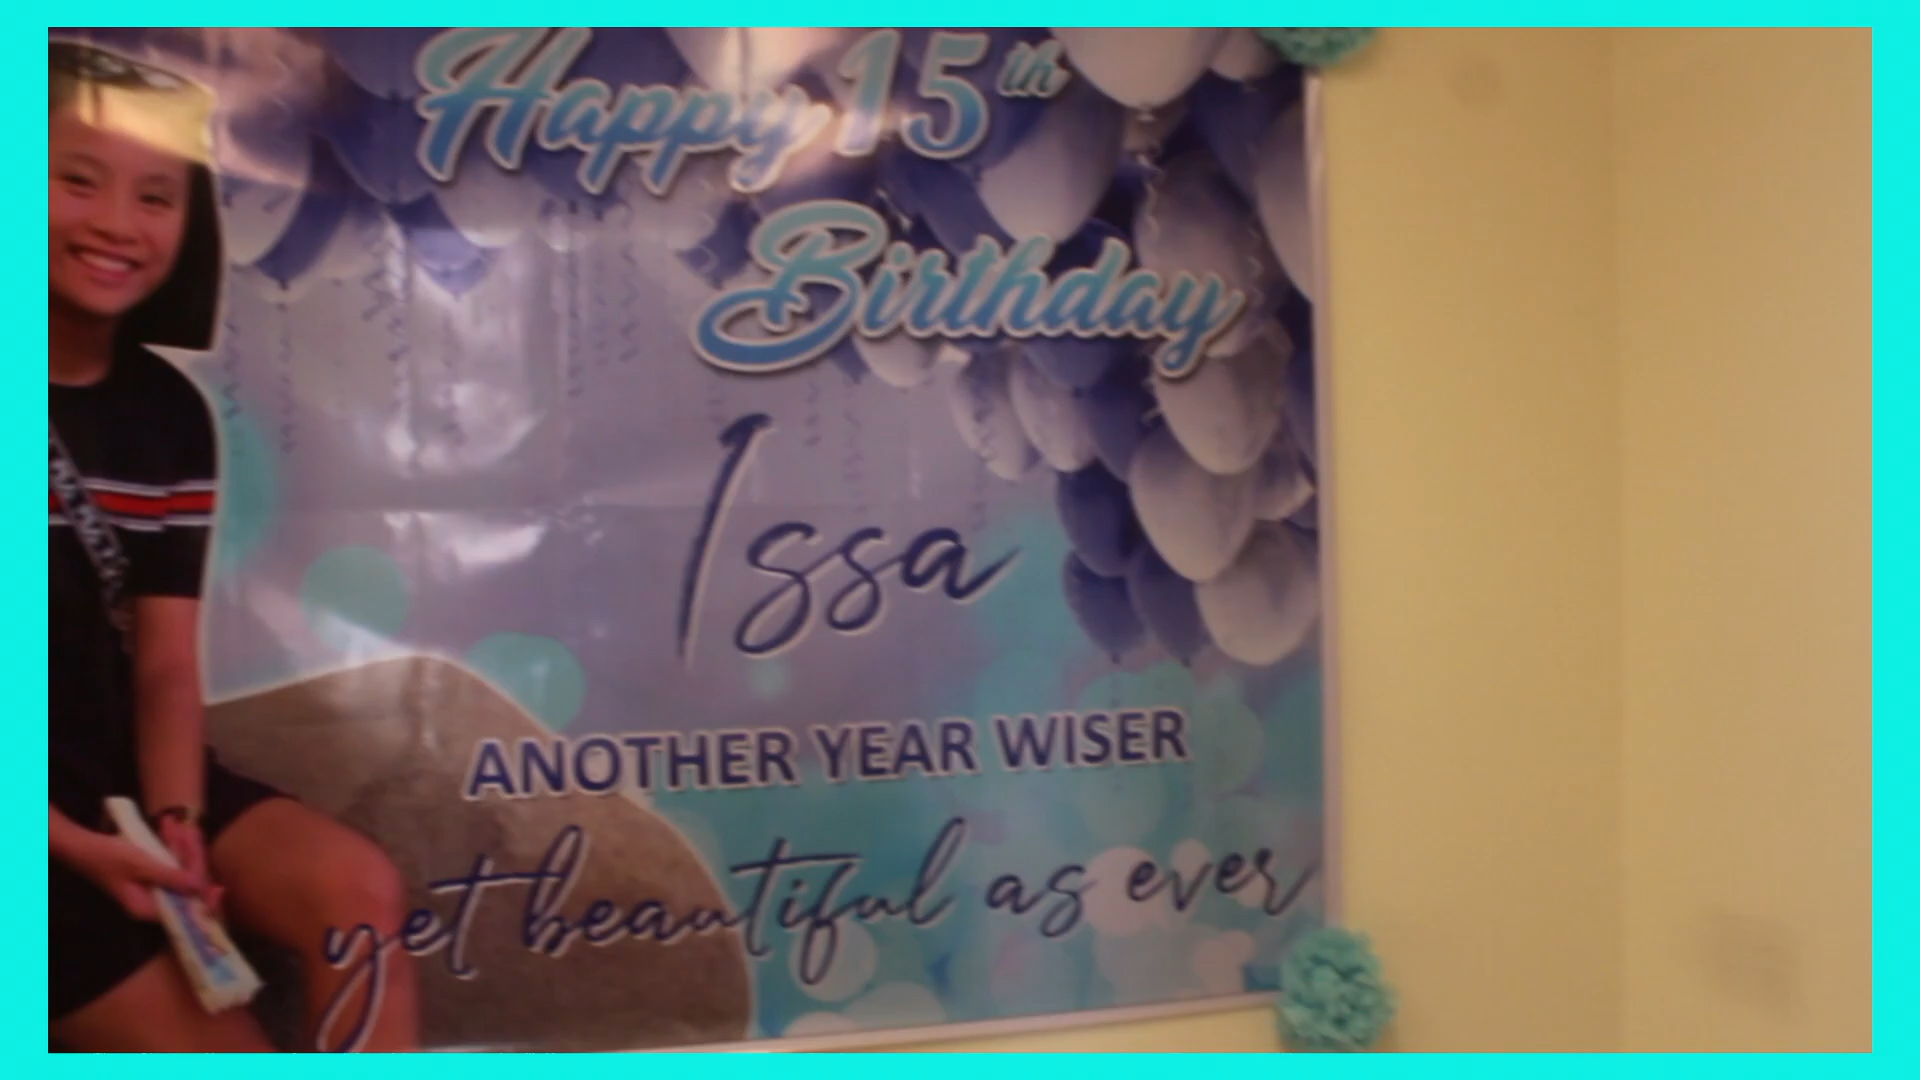 Happy 15th
Birthday
Issa
ANOTHER YEAR WISER
yet beautiful as ever